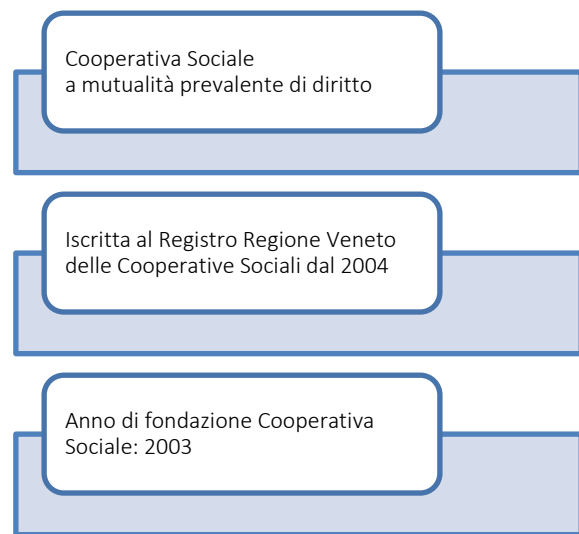 Cooperativa Sociale
a mutualità prevalente di diritto
Iscritta al Registro Regione Veneto
delle Cooperative Sociali dal 2004
Anno di fondazione Cooperativa
Sociale: 2003